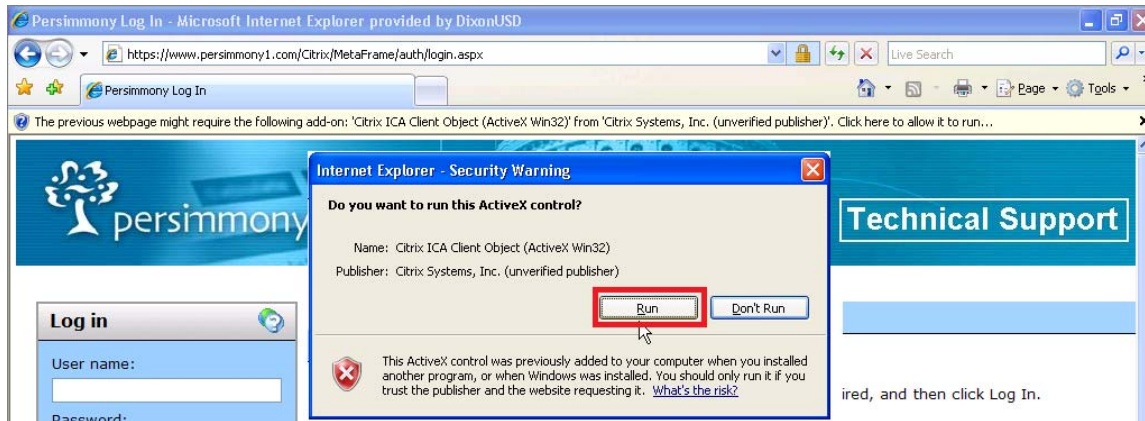 Persimmony Log In - Microsoft Internet Explorer provided by DixonUSD
https://www.persimmony1.com/Citrix/MetaFrame/auth/login.aspx
Live Search
Persimmony Log In
Page
Tools
The previous webpage might require the following add-on: 'Citrix ICA Client Object (ActiveX Win32)' from 'Citrix Systems, Inc. (unverified publisher)'. Click here to allow it to run...
persimmony
Technical Support
Internet Explorer - Security Warning
Do you want to run this ActiveX control?
Name: Citrix ICA Client Object (ActiveX Win32)
Publisher: Citrix Systems, Inc. (unverified publisher)
Run
Don't Run
This ActiveX control was previously added to your computer when you installed
another program, or when Windows was installed. You should only run it if you
trust the publisher and the website requesting it. What's the risk?
Log in
User name:
Password:
ired, and then click Log In.